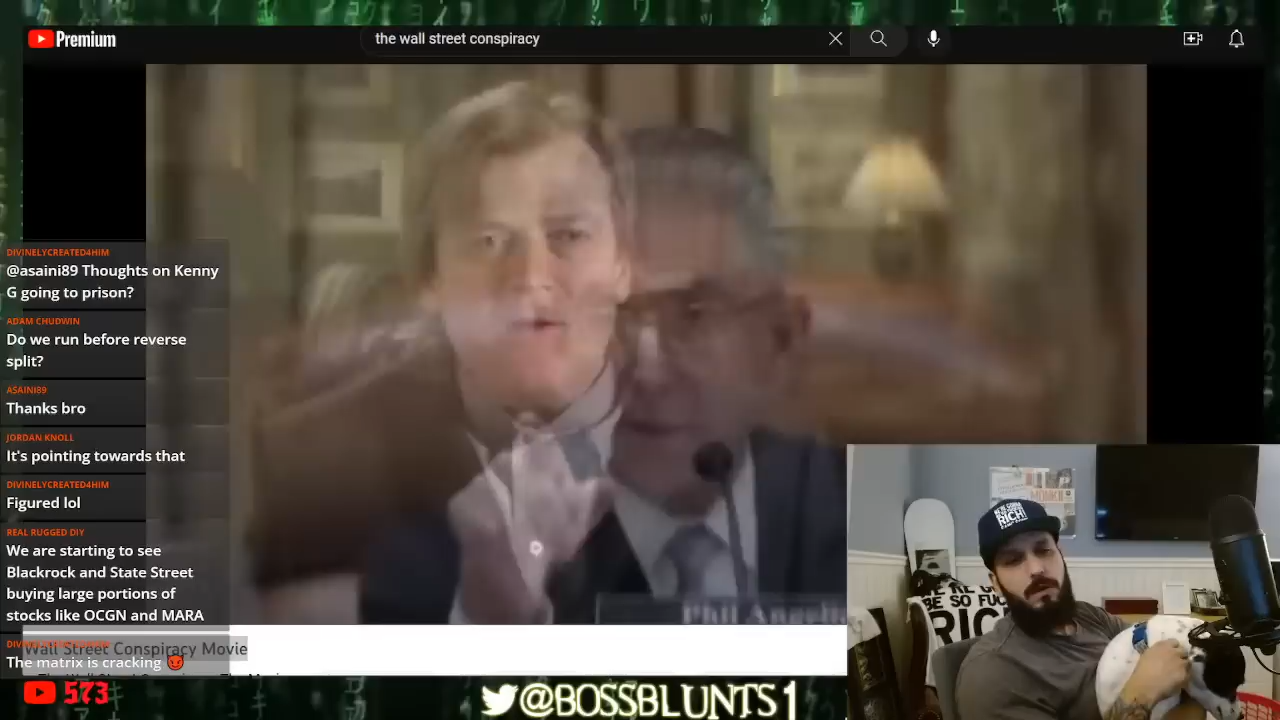 Premium
the wall street conspiracy
DIVINELYCREATED4HIM
@asaini89 Thoughts on Kenny
G going to prison?
ADAM CHUDWIN
Do we run before reverse
split?
ASAINI89
Thanks bro
JORDAN KNOLL
It's pointing towards that
DIVINELYCREATED4HIM
Figured lol
REAL RUGGED DIY
We are starting to see
Blackrock and State Street
buying large portions of
stocks like OCGN and MARA
The matrix is cracking 😈
Wall Street Conspiracy Movie
Phil Angeli
RICH!
RICH
573
@BOSSBLUNTS1